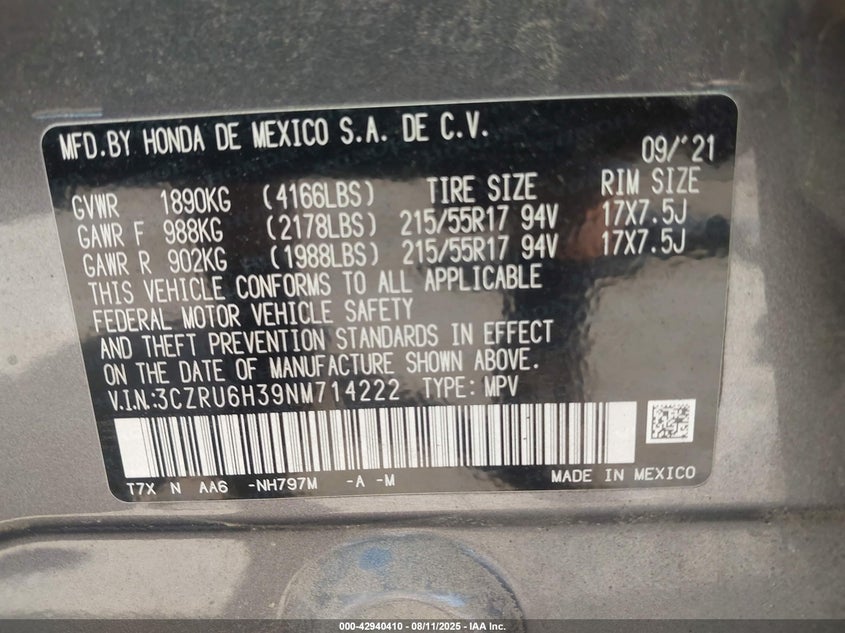 MFD.BY HONDA DE MEXICO S.A. DE C.V.
09/'21
GVWR 1890KG (4166LBS) TIRE SIZE RIM SIZE
GAWR F 988KG (2178LBS) 215/55R17 94V 17X7.5J
GAWR R 902KG (1988LBS) 215/55R17 94V 17X7.5J
THIS VEHICLE CONFORMS TO ALL APPLICABLE
FEDERAL MOTOR VEHICLE SAFETY
AND THEFT PREVENTION STANDARDS IN EFFECT
ON THE DATE OF MANUFACTURE SHOWN ABOVE.
V.I.N.:3CZRU6H39NM714222 TYPE: MPV
T7X N AA6 -NH797M -A -M MADE IN MEXICO
000-42940410 - 08/11/2025 - IAA Inc.